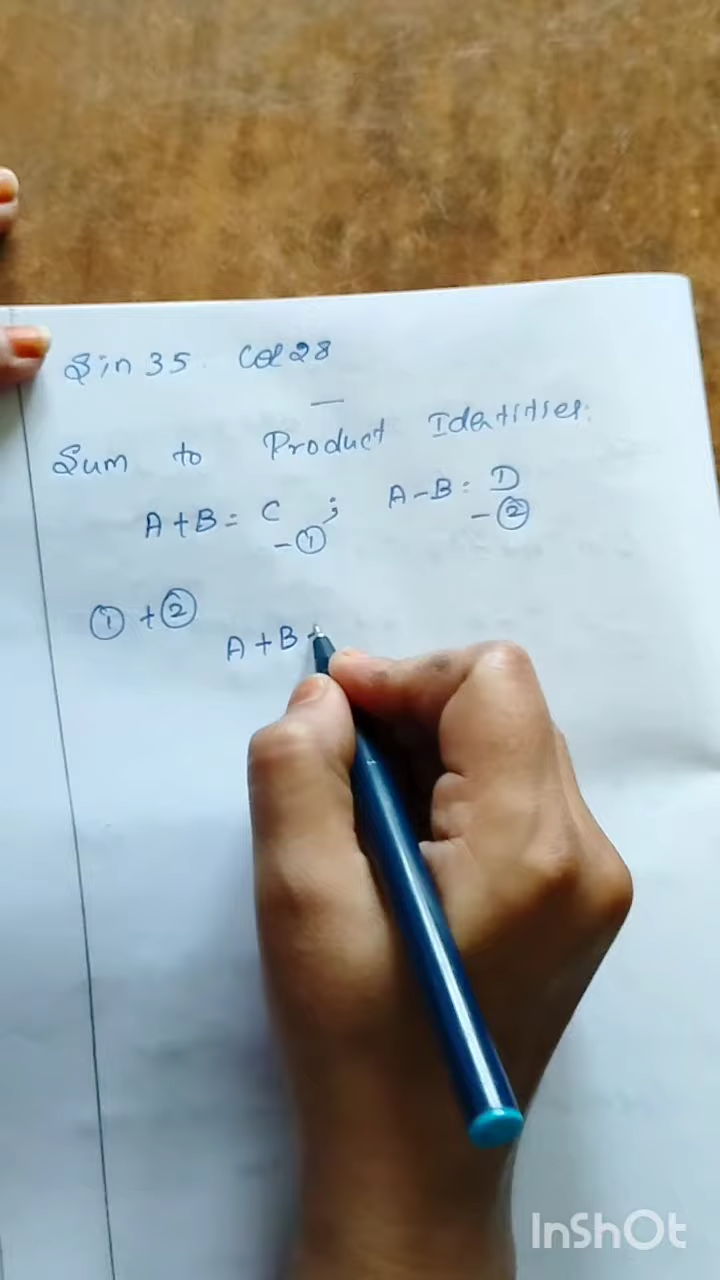 Sin 35. Cos 28
Sum to Product Identities:
A+B = C ; A-B = D
-① -②
① + ②
A+B +
InShOt